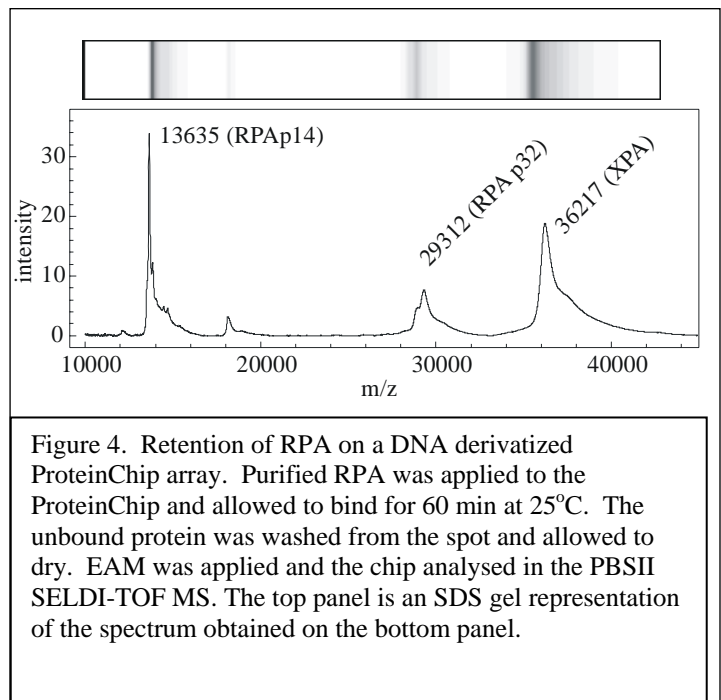 13635 (RPAp14)
29312 (RPA p32)
36217 (XPA)
30
20
10
0
intensity
10000 20000 30000 40000
m/z
Figure 4. Retention of RPA on a DNA derivatized
ProteinChip array. Purified RPA was applied to the
ProteinChip and allowed to bind for 60 min at 25°C. The
unbound protein was washed from the spot and allowed to
dry. EAM was applied and the chip analysed in the PBSII
SELDI-TOF MS. The top panel is an SDS gel representation
of the spectrum obtained on the bottom panel.